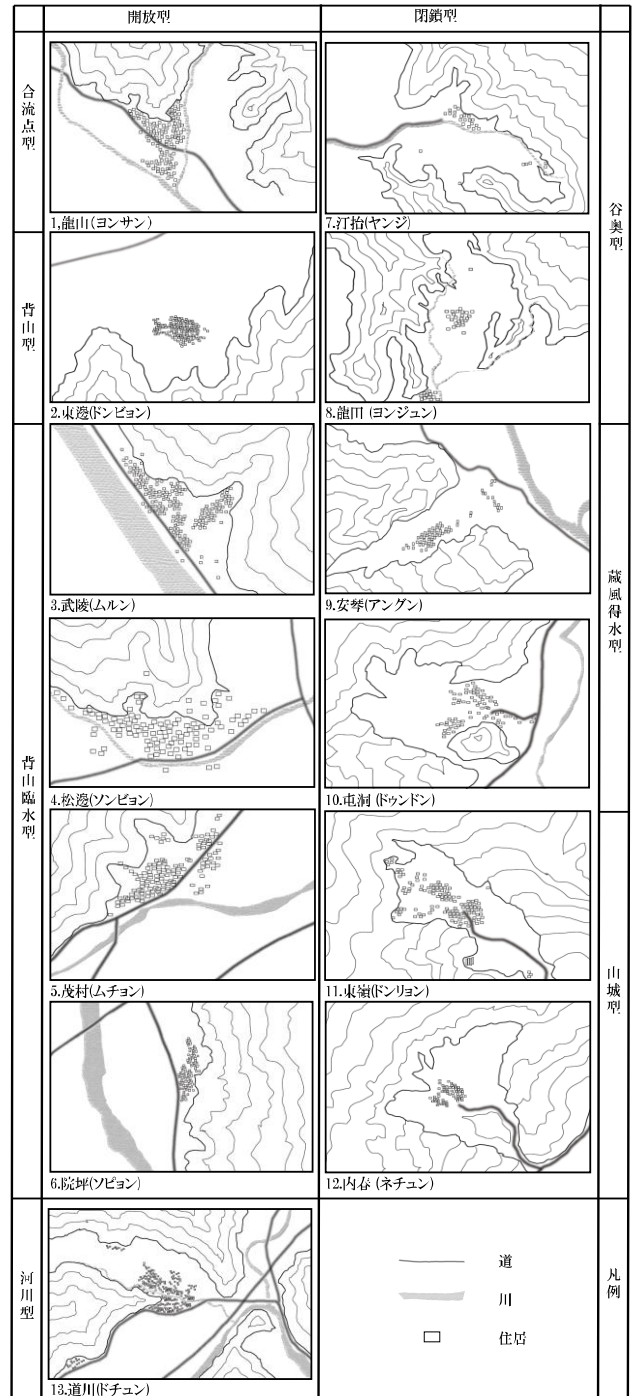 開放型
閉鎖型
合流点型
1,龍山(ヨンサン)
7.(ヤンジ)
谷奥型
背山型
2.東邊(ドンビョン)
8.龍田 (ヨンジュン)
背山臨水型
3.武陵(ムルン)
9.安琴(アングン)
蔵風得水型
4.松邊(ソンビョン)
10.屯洞 (ドゥンドン)
5.茂村(ムチョン)
11.東嶺(ドンリョン)
山城型
6.院坪(ソピョン)
12.内春 (ネチュン)
河川型
13.道川(ドチュン)
道
川
住居
凡例